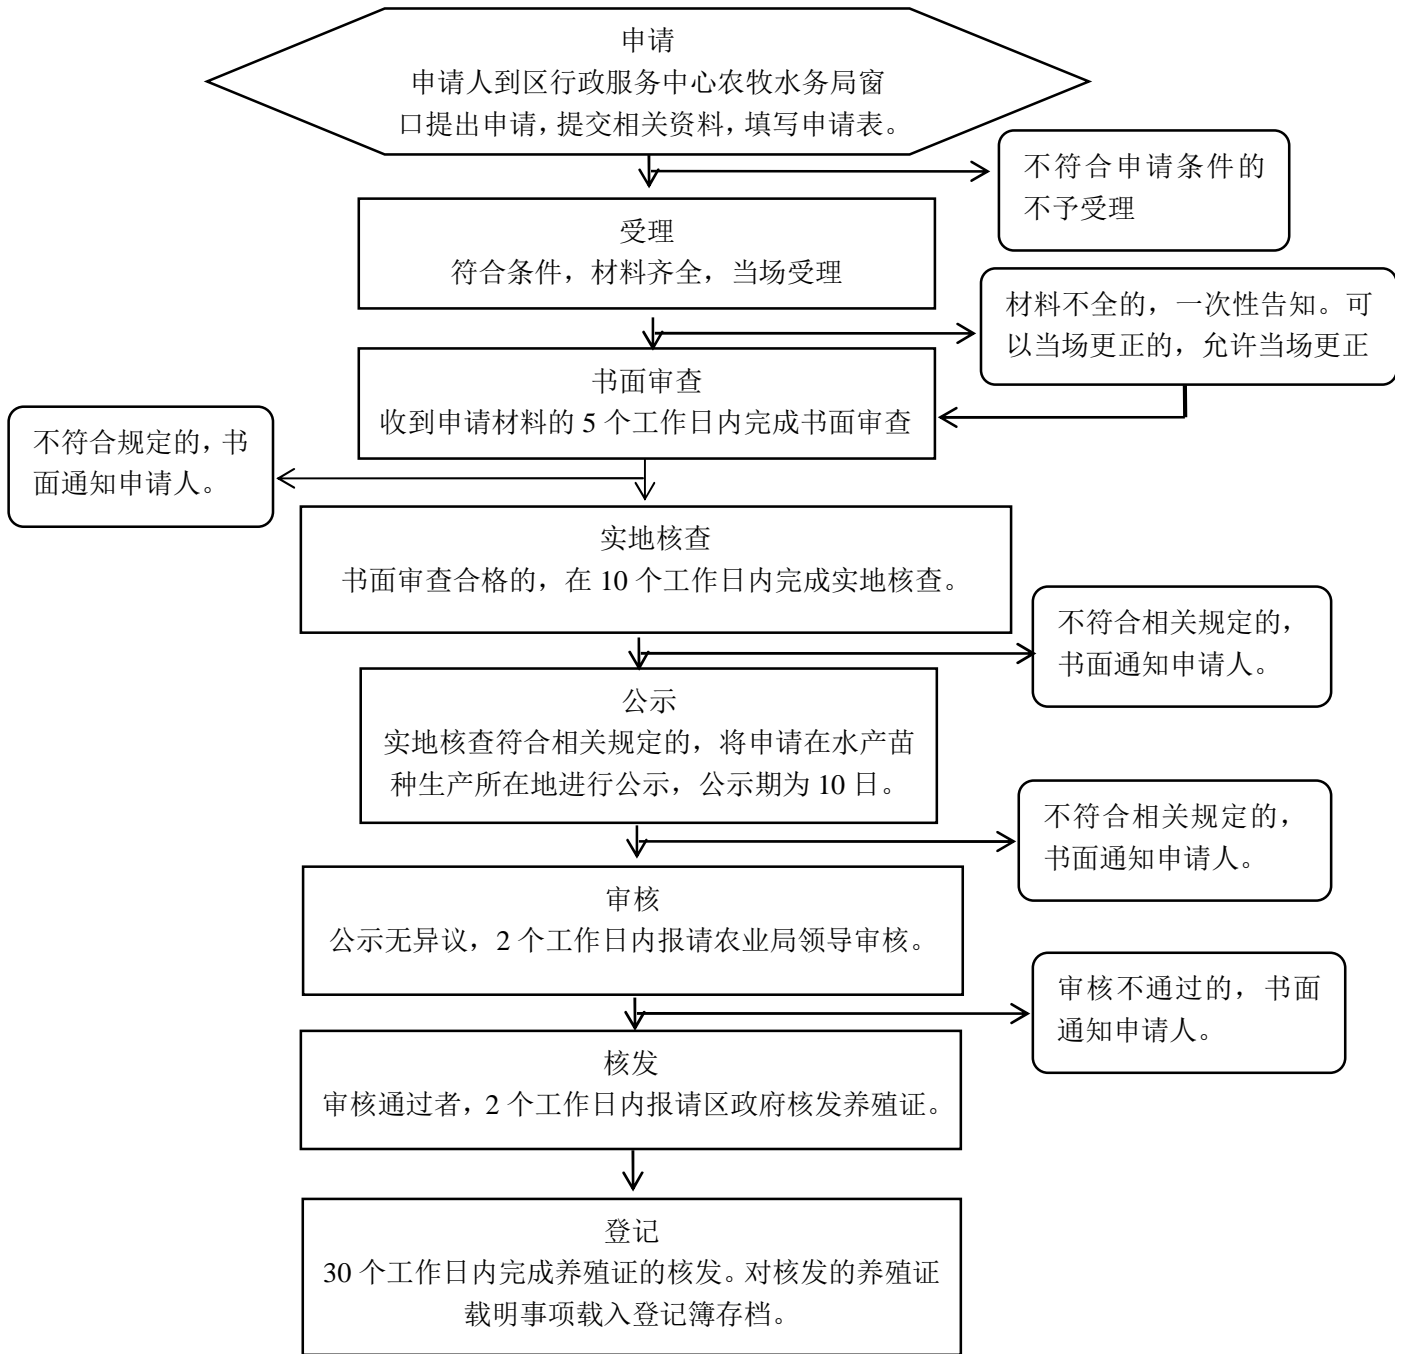 申请
申请人到区行政服务中心农牧水务局窗
口提出申请，提交相关资料，填写申请表。
不符合申请条件的
不予受理
受理
符合条件，材料齐全，当场受理
材料不全的，一次性告知。可
以当场更正的，允许当场更正
书面审查
收到申请材料的 5 个工作日内完成书面审查
不符合规定的，书
面通知申请人。
实地核查
书面审查合格的，在 10 个工作日内完成实地核查。
不符合相关规定的，
书面通知申请人。
公示
实地核查符合相关规定的，将申请在水产苗
种生产所在地进行公示，公示期为 10 日。
不符合相关规定的，
书面通知申请人。
审核
公示无异议，2 个工作日内报请农业局领导审核。
审核不通过的，书面
通知申请人。
核发
审核通过者，2 个工作日内报请区政府核发养殖证。
登记
30 个工作日内完成养殖证的核发。对核发的养殖证
载明事项载入登记簿存档。